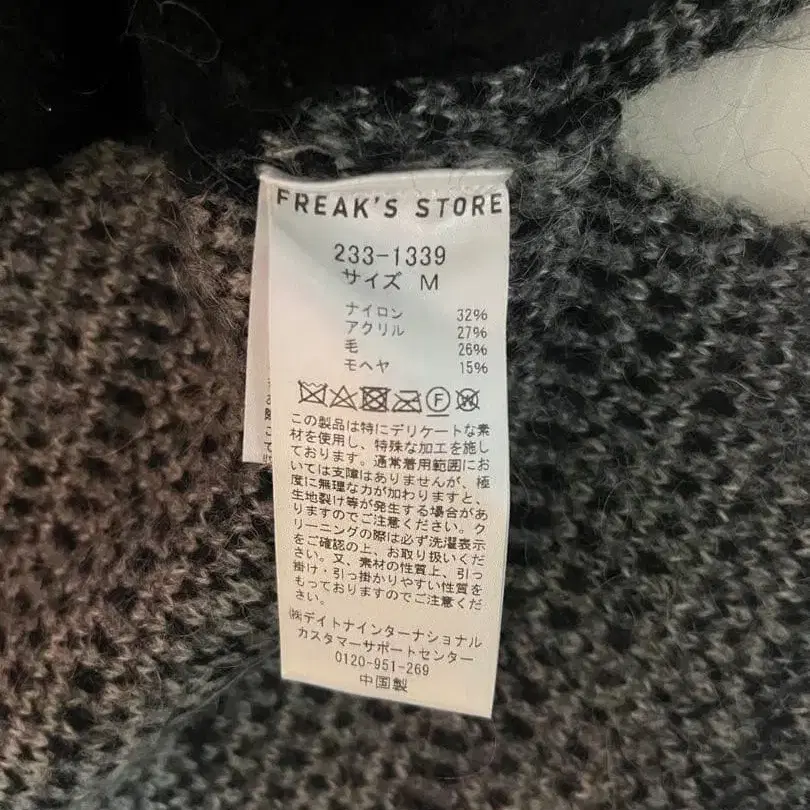 FREAK'S STORE
233-1339
サイズ M
ナイロン 32%
アクリル 27%
毛 26%
モヘヤ 15%
この製品は特にデリケートな素
材を使用し、特殊な加工を施し
ております。通常着用範囲にお
いては支障はありませんが、極
度に無理な力が加わりますと、
生地裂け等が発生する場合があ
りますのでご注意ください。ク
リーニングの際は必ず洗濯表示
をご確認の上、お取り扱いくだ
さい。又、素材の性質上、引っ
掛け・引っ掛かりやすい性質を
もっておりますのでご注意くだ
さい。
㈱デイトナインターナショナル
カスタマーサポートセンター
0120-951-269
中国製